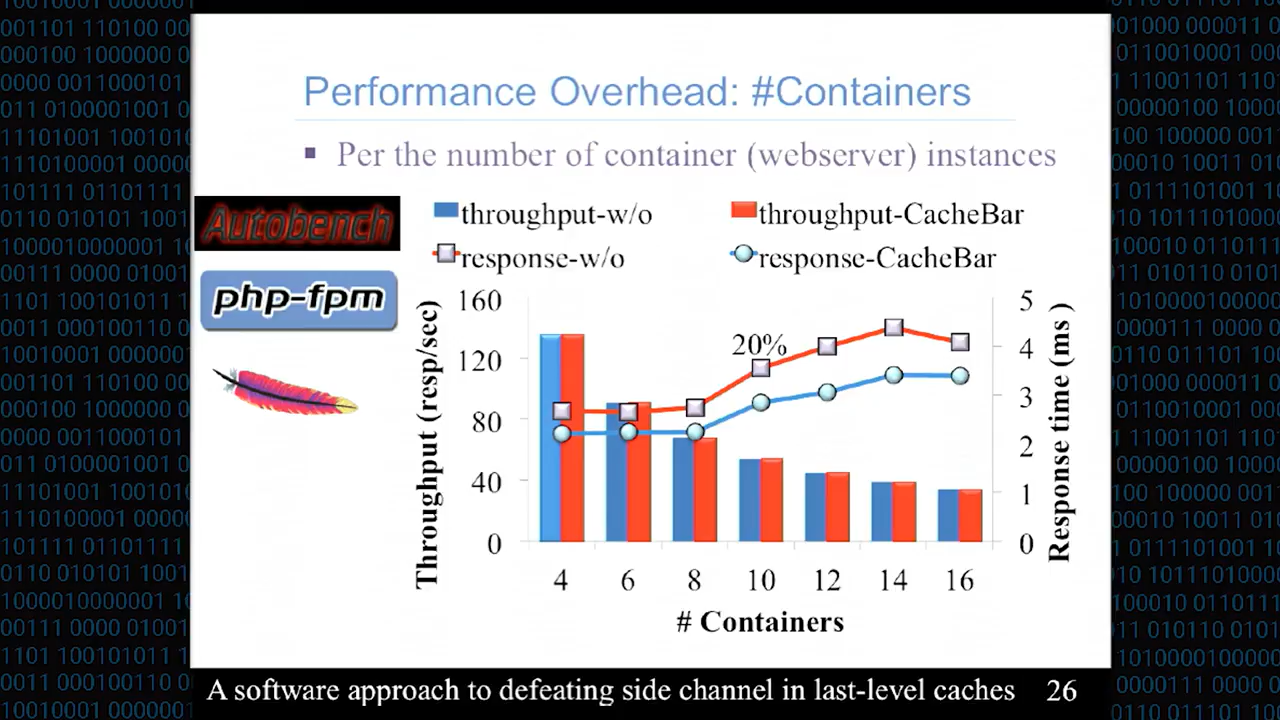 Performance Overhead: #Containers
Per the number of container (webserver) instances
Autobench
php-fpm
throughput-w/o
throughput-CacheBar
response-w/o
response-CacheBar
Throughput (resp/sec)
160
120
80
40
0
20%
5
4
3
2
1
0
Response time (ms )
4 6 8 10 12 14 16
# Containers
A software approach to defeating side channel in last-level caches 26